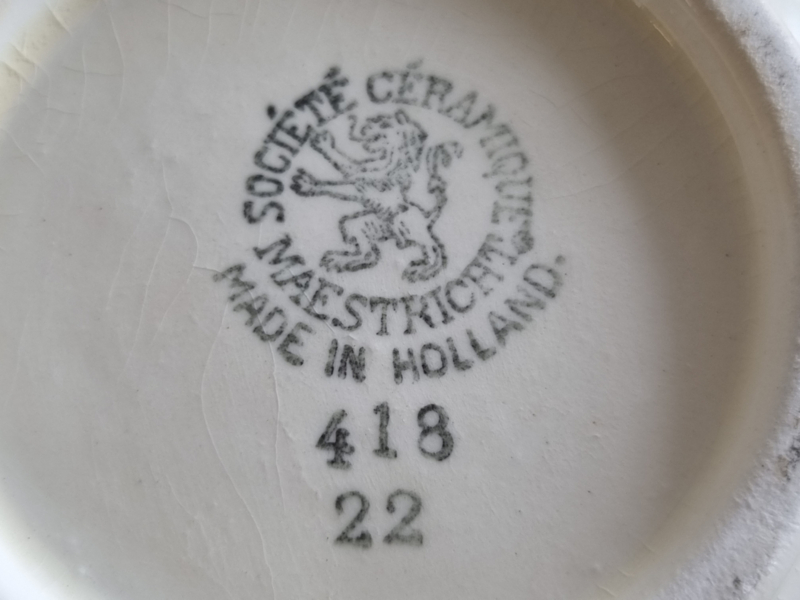 SOCIÉTÉ CÉRAMIQUE
MAESTRICHT
MADE IN HOLLAND.
418
22